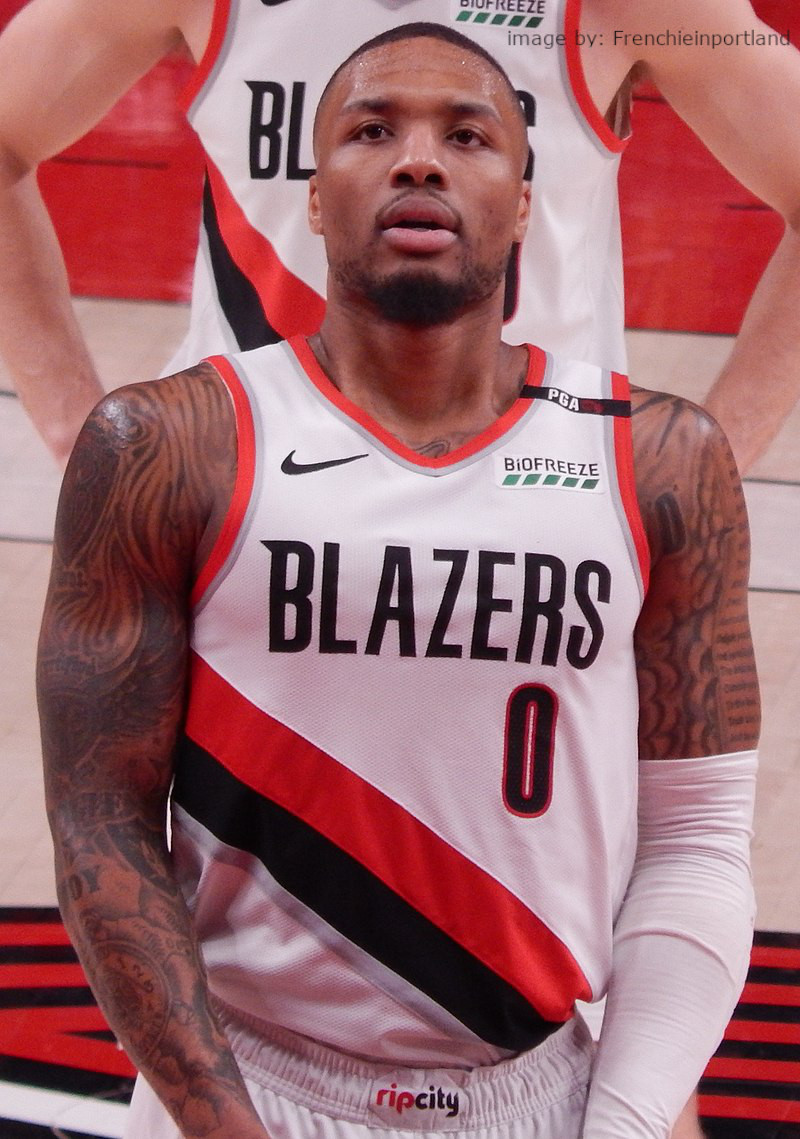 BiOFREEZE
image by: Frenchieinportland
BL
PGA
BiOFREEZE
BLAZERS
0
ripcity